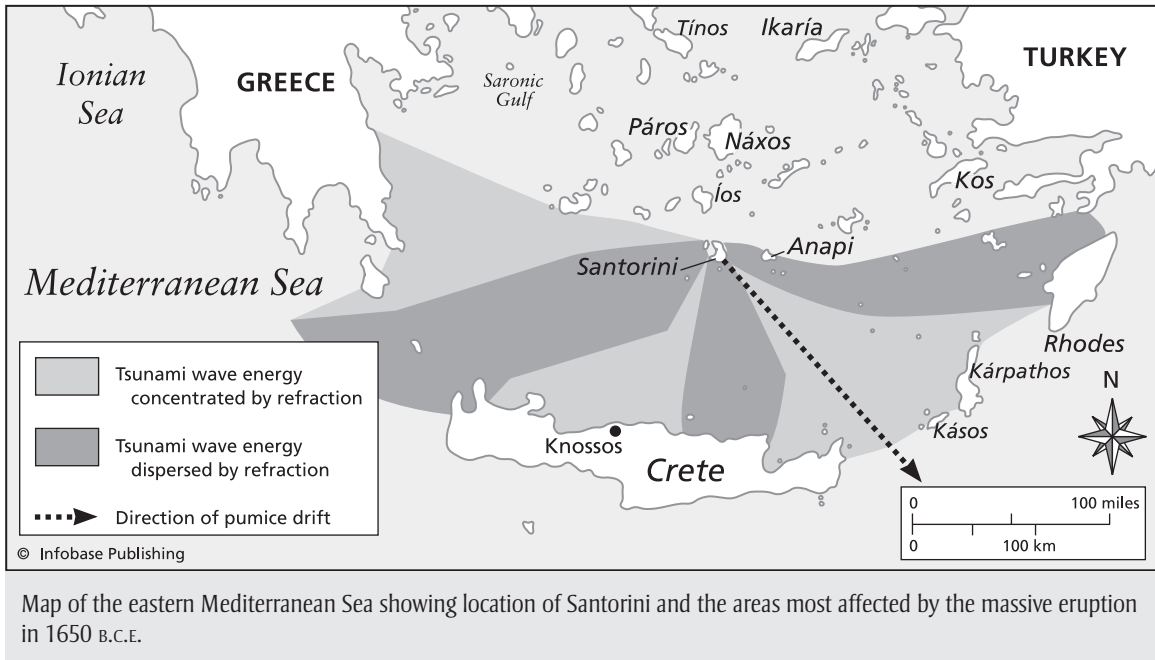 Tínos
Ikaría
TURKEY
Ionian
Sea
GREECE
Saronic
Gulf
Páros
Náxos
Íos
Kos
Anapi
Santorini
Mediterranean Sea
Rhodes
Kárpathos
N
Kásos
Knossos
Crete
Tsunami wave energy
concentrated by refraction
Tsunami wave energy
dispersed by refraction
Direction of pumice drift
0 100 miles
0 100 km
© Infobase Publishing
Map of the eastern Mediterranean Sea showing location of Santorini and the areas most affected by the massive eruption
in 1650 B.C.E.